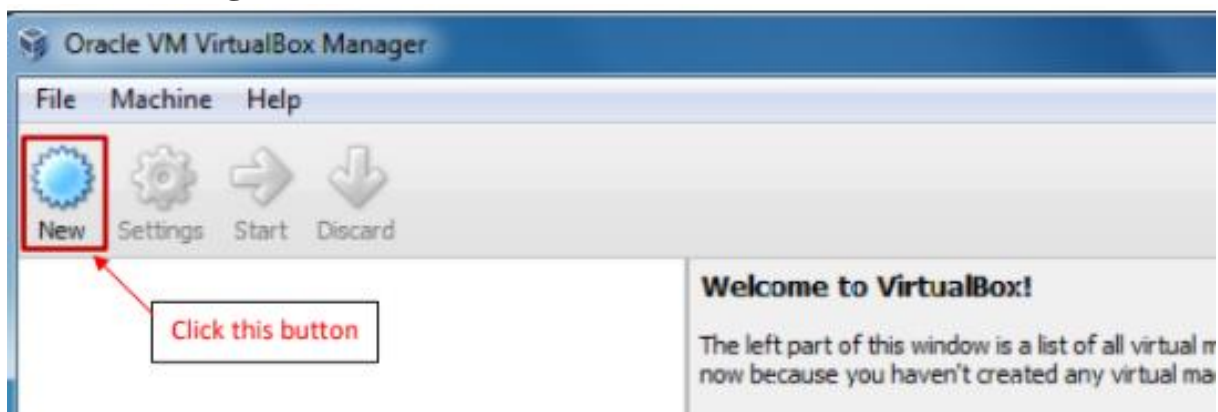 Oracle VM VirtualBox Manager
File Machine Help
New Settings Start Discard
Click this button
Welcome to VirtualBox!
The left part of this window is a list of all virtual m
now because you haven't created any virtual ma